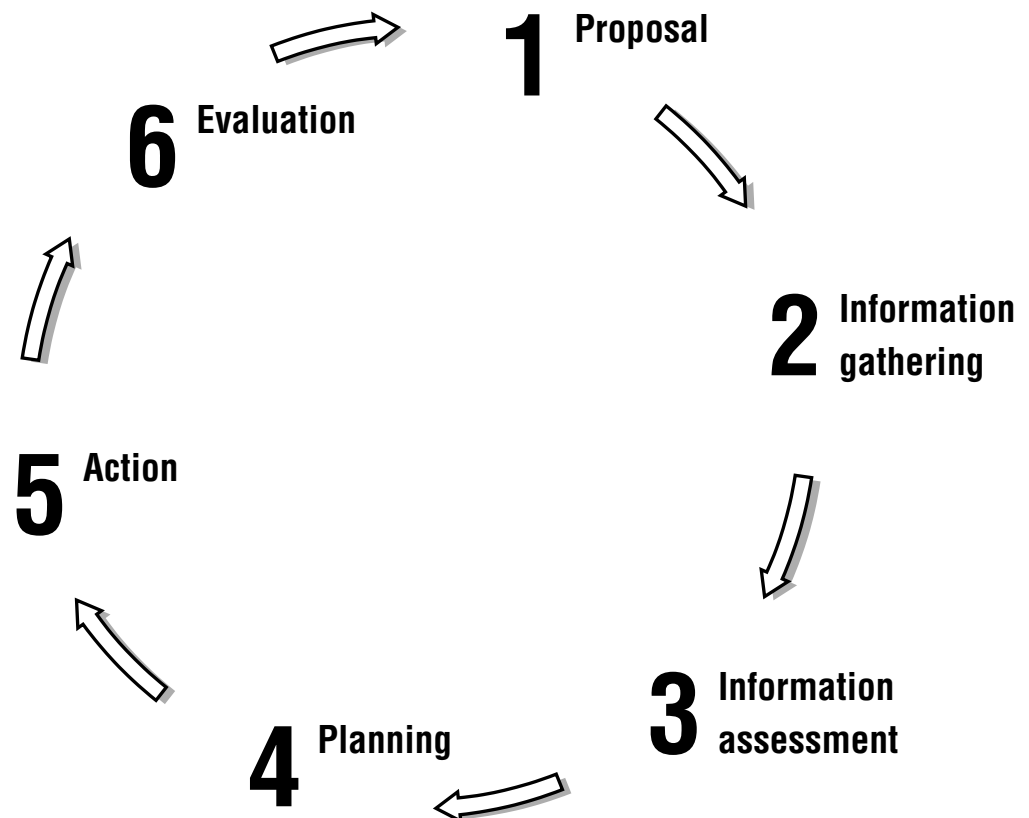 1 Proposal
2 Information
gathering
3 Information
assessment
4 Planning
5 Action
6 Evaluation